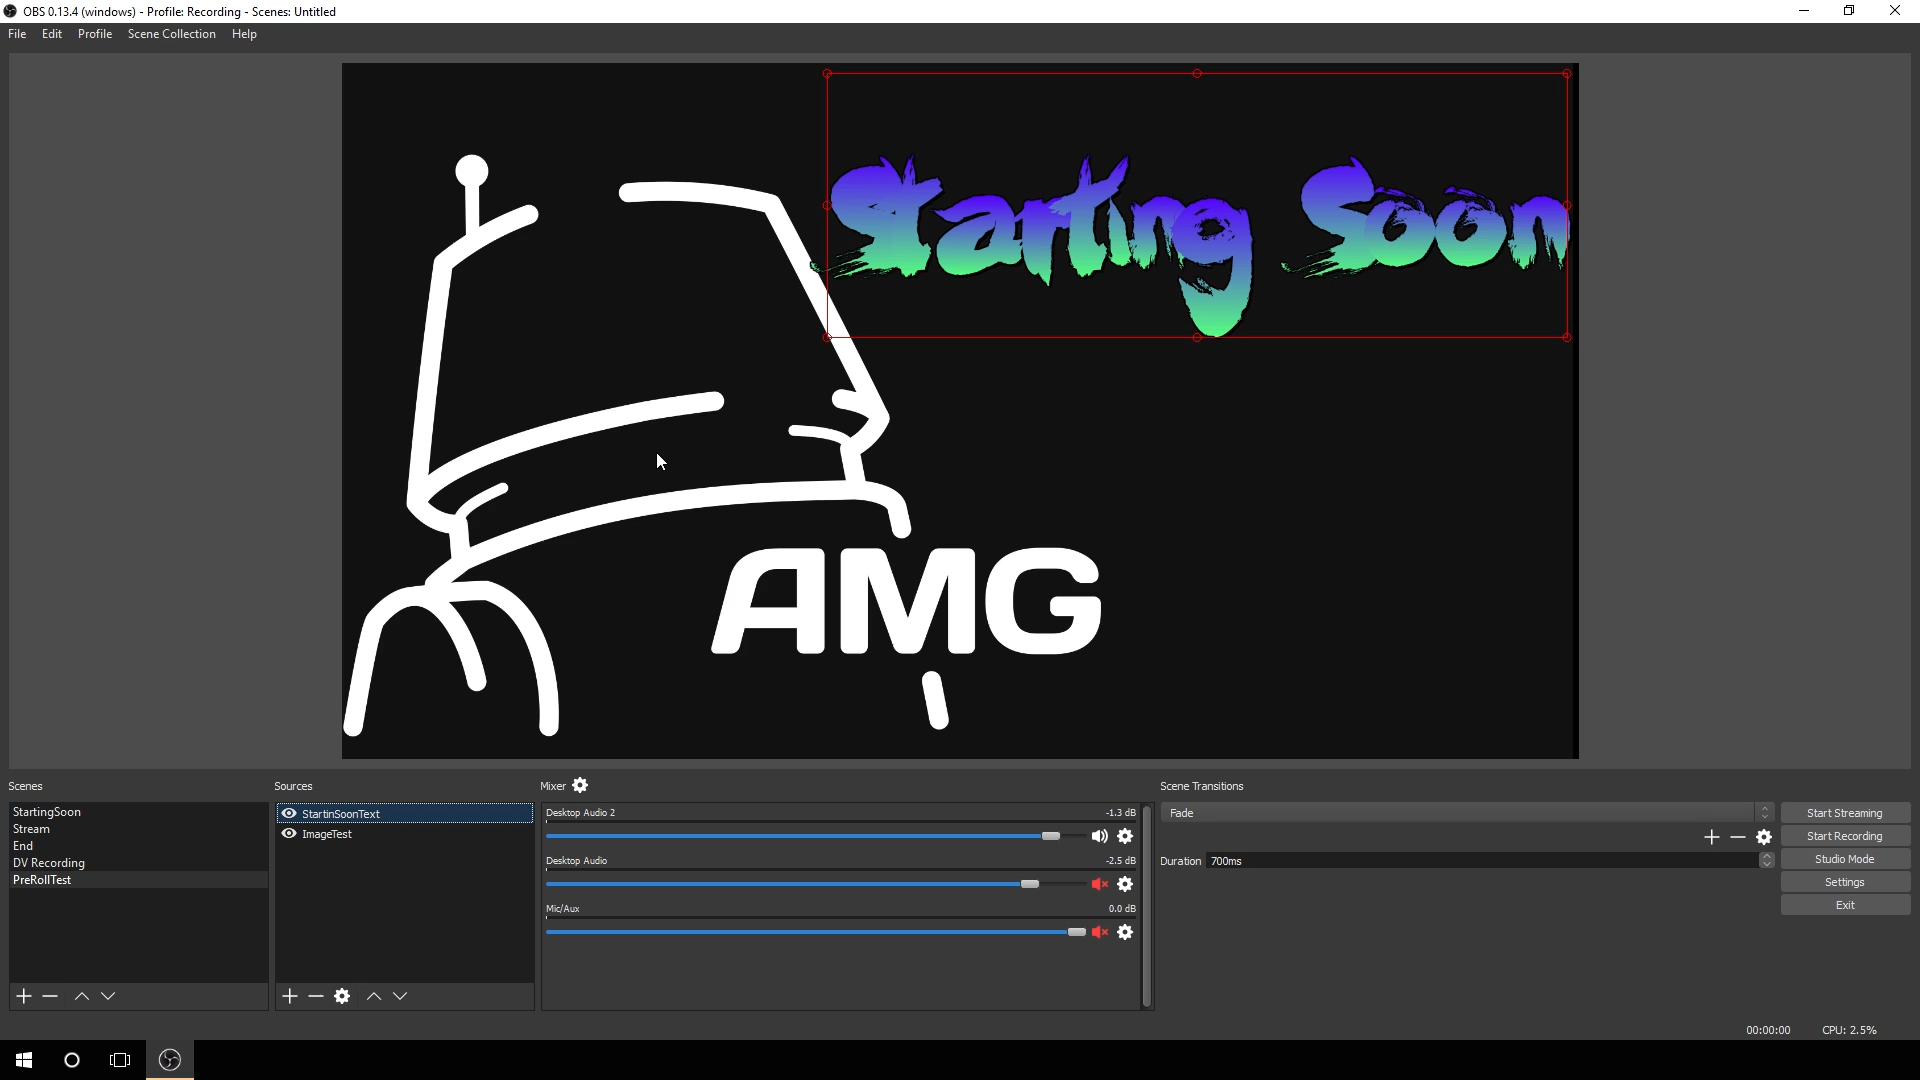 OBS 0.13.4 (windows) - Profile: Recording - Scenes: Untitled
File Edit Profile Scene Collection Help
Starting Soon
AMG
Scenes
StartingSoon
Stream
End
DV Recording
PreRollTest
Sources
StartinSoonText
ImageTest
Mixer
Desktop Audio 2 -1.3 dB
Desktop Audio -2.5 dB
Mic/Aux 0.0 dB
Scene Transitions
Fade
Duration 700ms
Start Streaming
Start Recording
Studio Mode
Settings
Exit
00:00:00 CPU: 2.5%